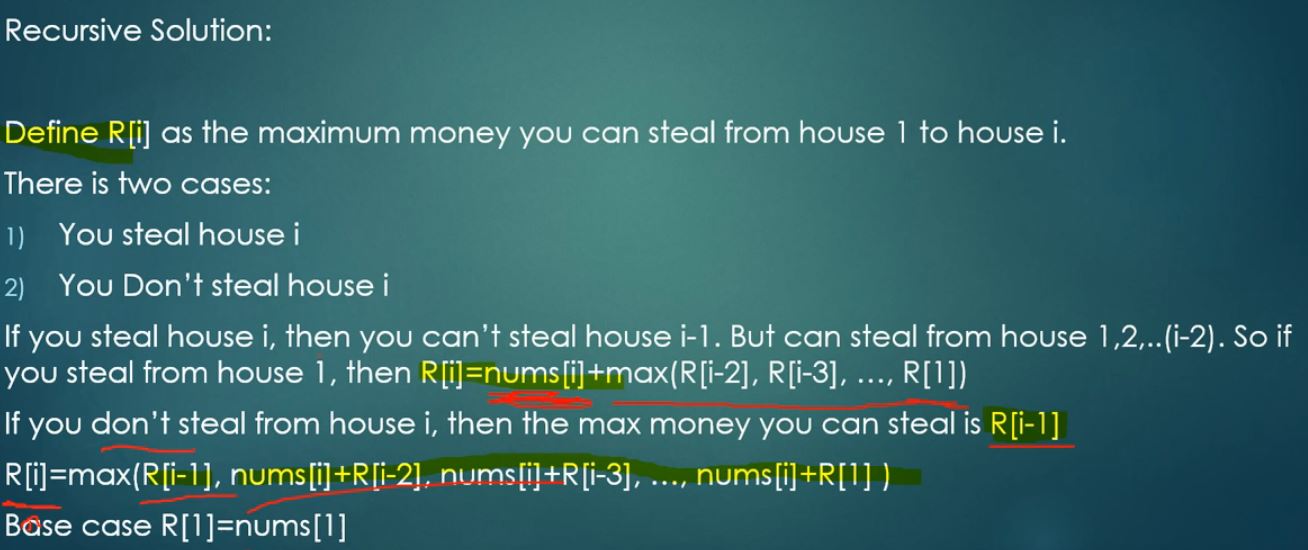 Recursive Solution:
Define R[i] as the maximum money you can steal from house 1 to house i.
There is two cases:
1) You steal house i
2) You Don't steal house i
If you steal house i, then you can't steal house i-1. But can steal from house 1,2,..(i-2). So if
you steal from house 1, then R[i]=nums[i]+max(R[i-2], R[i-3], ..., R[1])
If you don't steal from house i, then the max money you can steal is R[i-1]
R[i]=max(R[i-1], nums[i]+R[i-2], nums[i]+R[i-3], ..., nums[i]+R[1] )
Base case R[1]=nums[1]